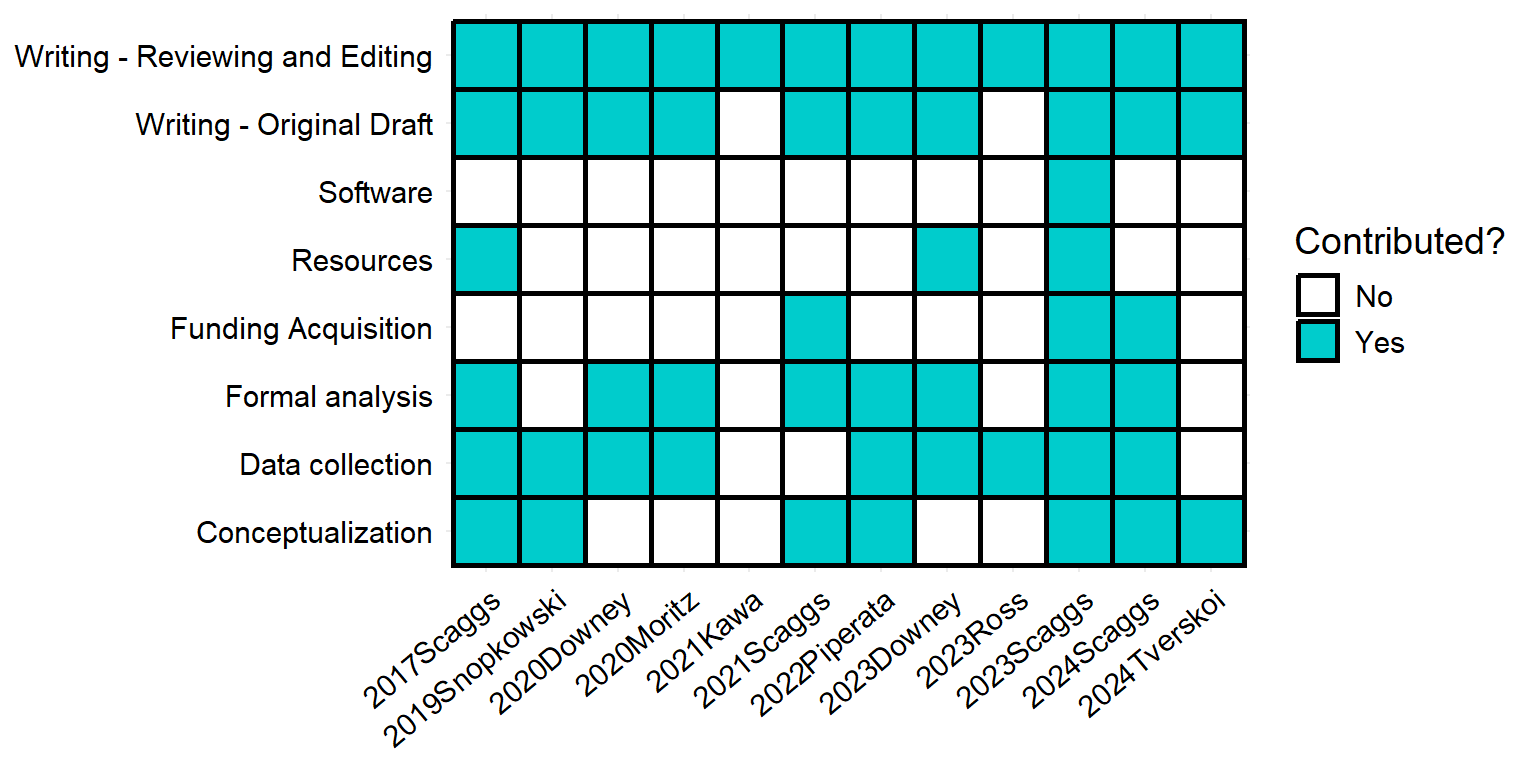 Writing - Reviewing and Editing
Writing - Original Draft
Software
Resources
Funding Acquisition
Formal analysis
Data collection
Conceptualization
2017Scaggs
2019Snopkowski
2020Downey
2020Moritz
2021Kawa
2021Scaggs
2022Piperata
2023Downey
2023Ross
2023Scaggs
2024Scaggs
2024Tverskoi
Contributed?
No
Yes